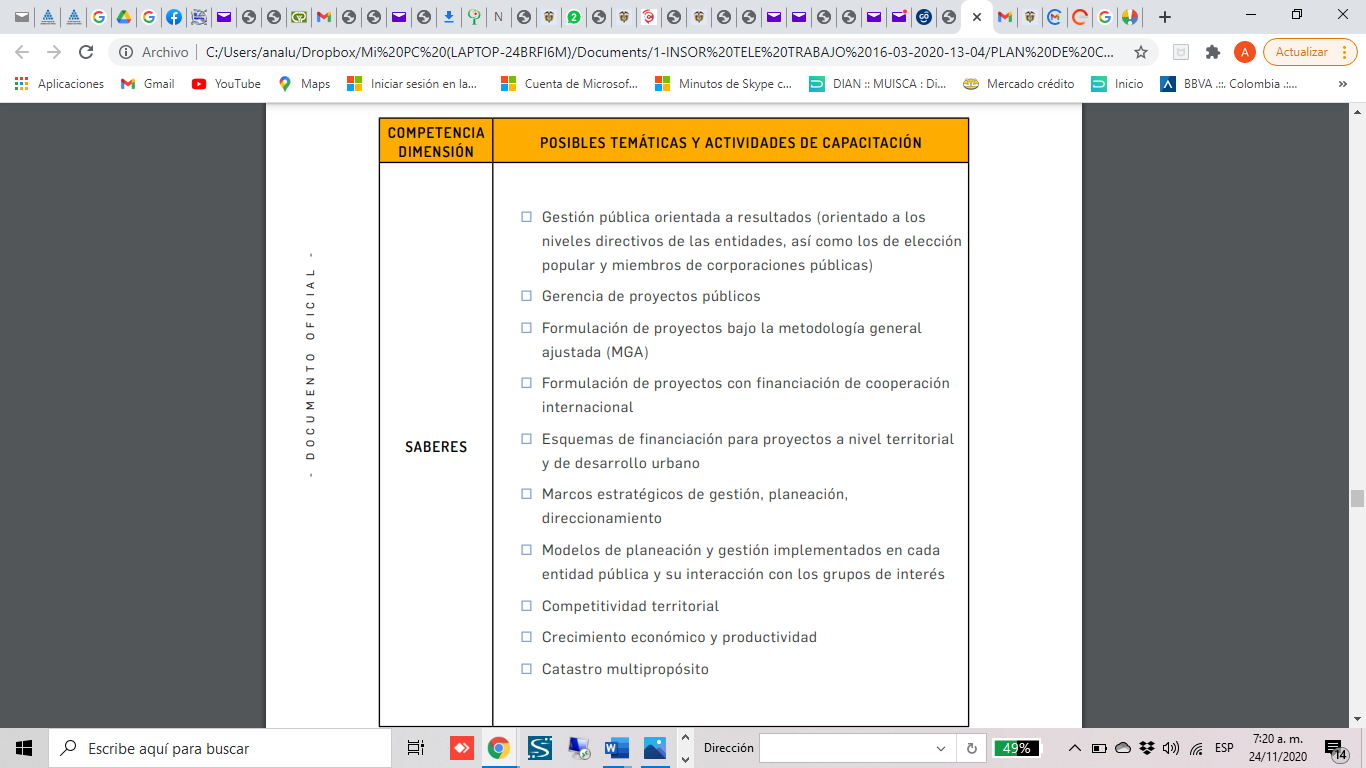 Archivo
C:/Users/analu/Dropbox/Mi%20PC%20(LAPTOP-24BRFI6M)/Documents/1-INSOR%20TELE%20TRABAJO%2016-03-2020-13-04/PLAN%20DE%20C...
A
Actualizar
Aplicaciones
Gmail
YouTube
Maps
Iniciar sesión en la...
Cuenta de Microsof...
Minutos de Skype c...
DIAN :: MUISCA : Di...
Mercado crédito
Inicio
BBVA .::. Colombia .:...
- DOCUMENTO OFICIAL -
COMPETENCIA
DIMENSIÓN
POSIBLES TEMÁTICAS Y ACTIVIDADES DE CAPACITACIÓN
SABERES
Gestión pública orientada a resultados (orientado a los
niveles directivos de las entidades, así como los de elección
popular y miembros de corporaciones públicas)
Gerencia de proyectos públicos
Formulación de proyectos bajo la metodología general
ajustada (MGA)
Formulación de proyectos con financiación de cooperación
internacional
Esquemas de financiación para proyectos a nivel territorial
y de desarrollo urbano
Marcos estratégicos de gestión, planeación,
direccionamiento
Modelos de planeación y gestión implementados en cada
entidad pública y su interacción con los grupos de interés
Competitividad territorial
Crecimiento económico y productividad
Catastro multipropósito
Escribe aquí para buscar
Dirección
49%
ESP
7:20 a. m.
24/11/2020
14